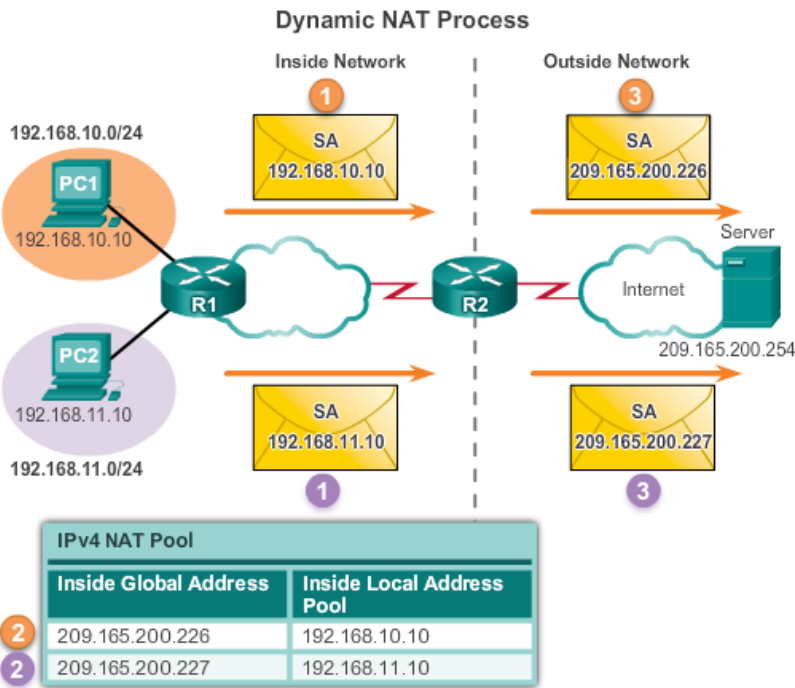 Dynamic NAT Process
Inside Network
Outside Network
1
3
192.168.10.0/24
SA
192.168.10.10
SA
209.165.200.226
PC1
192.168.10.10
Server
R1
R2
Internet
209.165.200.254
PC2
192.168.11.10
SA
192.168.11.10
SA
209.165.200.227
192.168.11.0/24
1
3
IPv4 NAT Pool
Inside Global Address
Inside Local Address
Pool
2
209.165.200.226
192.168.10.10
2
209.165.200.227
192.168.11.10